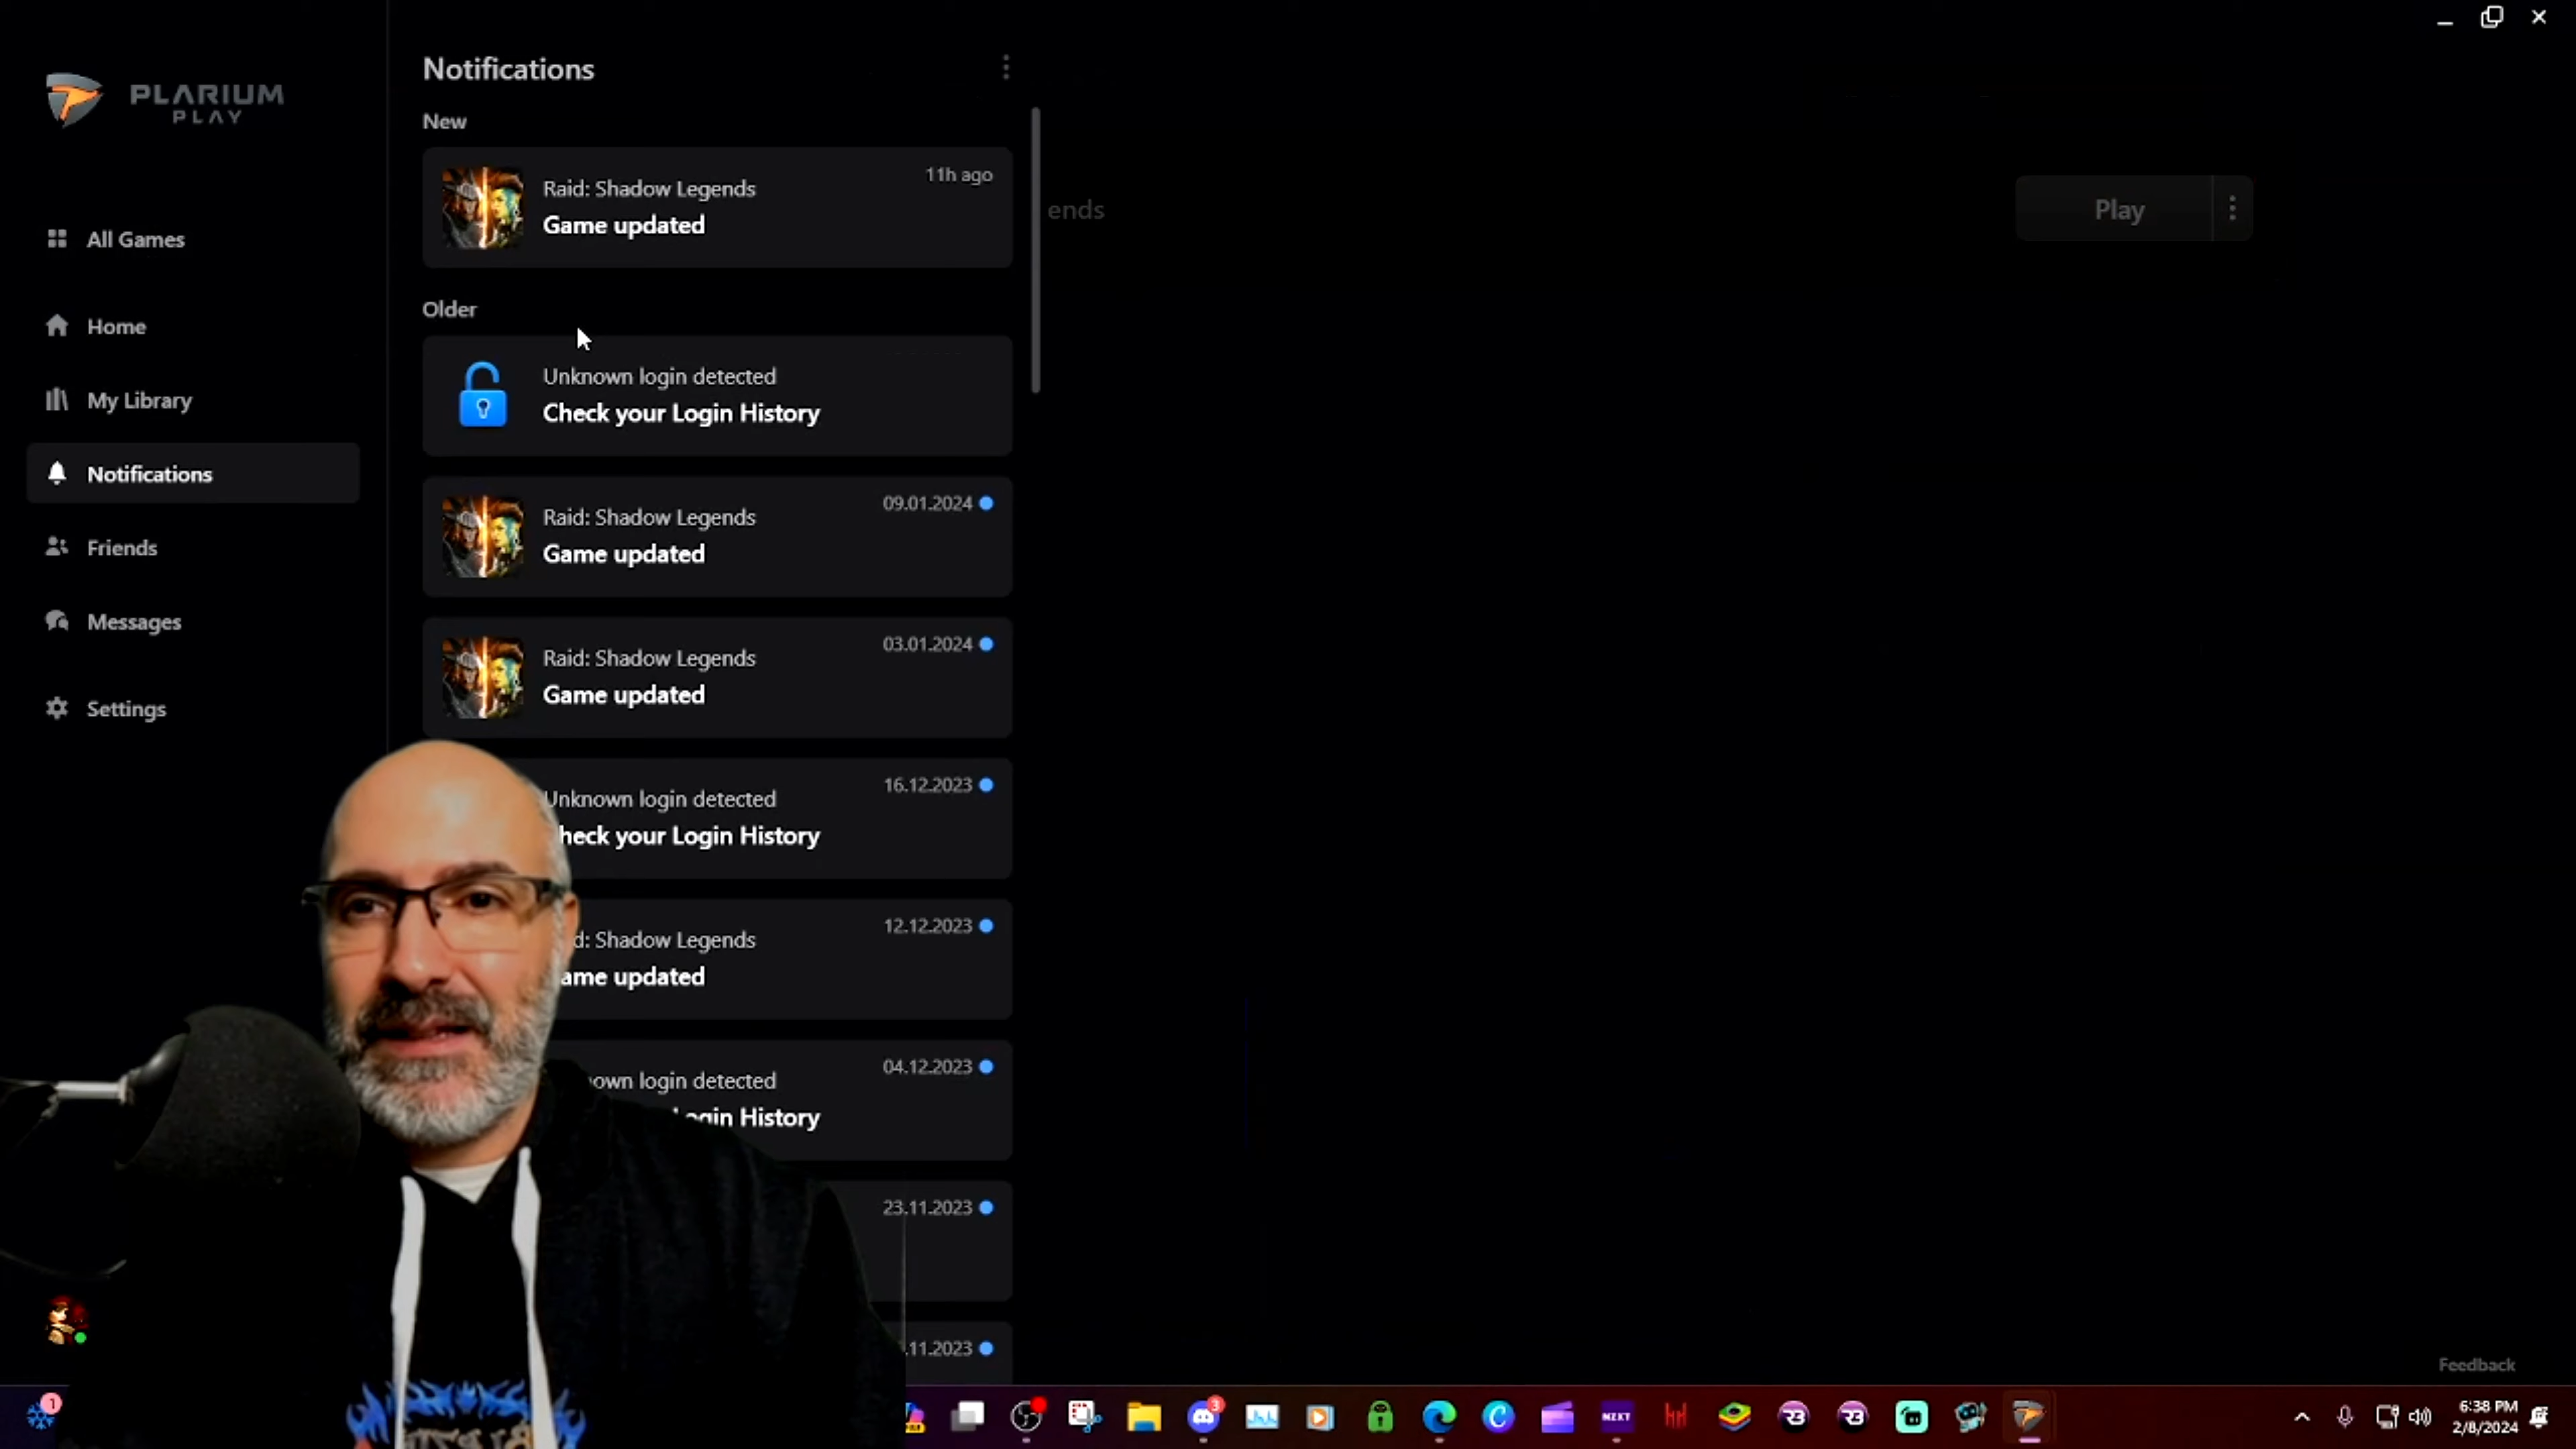 PLARIUM
PLAY
All Games
Home
My Library
Notifications
Friends
Messages
Settings
Notifications
New
Raid: Shadow Legends
11h ago
Game updated
Older
Unknown login detected
Check your Login History
Raid: Shadow Legends
09.01.2024
Game updated
Raid: Shadow Legends
03.01.2024
Game updated
Unknown login detected
16.12.2023
heck your Login History
d: Shadow Legends
12.12.2023
ame updated
own login detected
04.12.2023
ogin History
23.11.2023
.11.2023
ends
Play
Feedback
1
3
NZXT
6:38 PM
2/8/2024